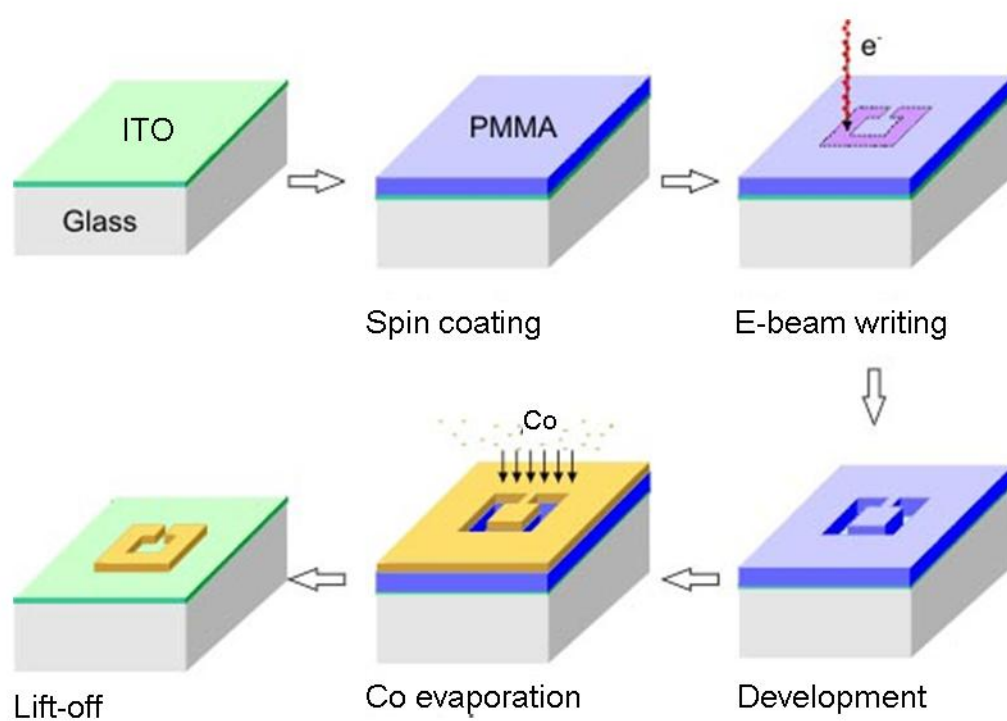 ITO
Glass
PMMA
Spin coating
e-
E-beam writing
Development
Co
Co evaporation
Lift-off